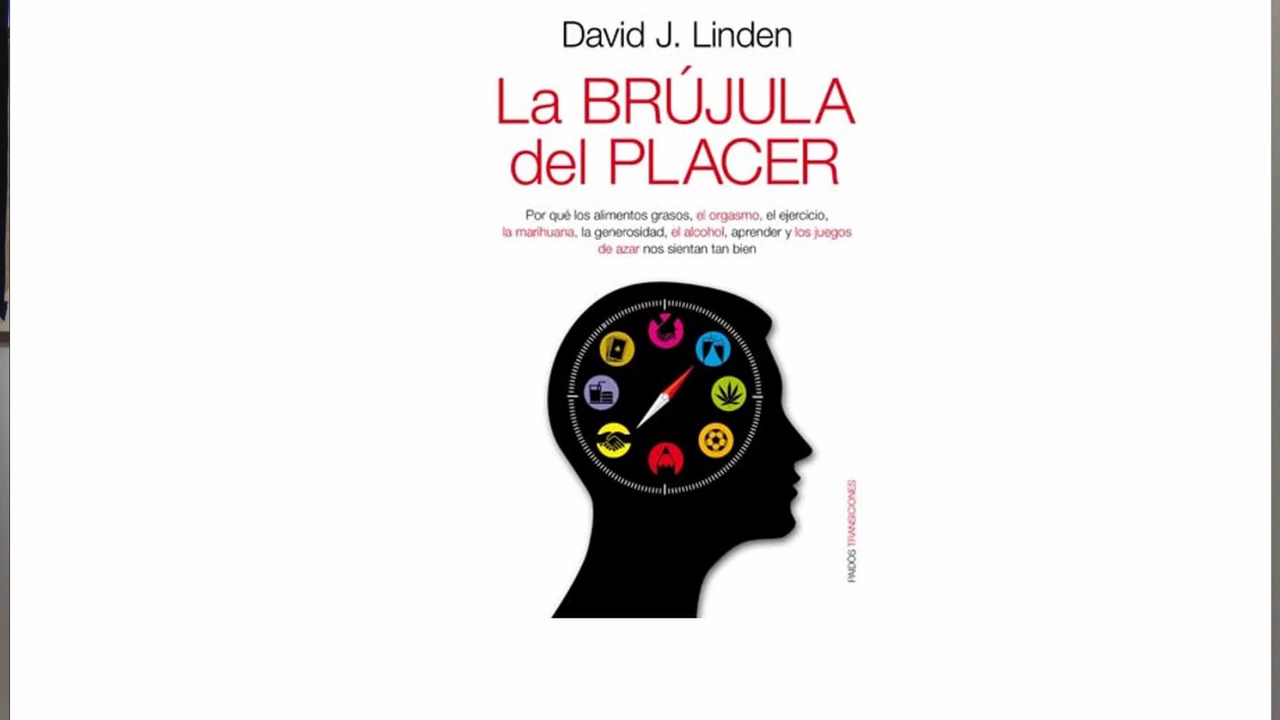 David J. Linden
La BRÚJULA
del PLACER
Por qué los alimentos grasos, el orgasmo, el ejercicio,
la marihuana, la generosidad, el alcohol, aprender y los juegos
de azar nos sientan tan bien
PAIDÓS TRANSICIONES